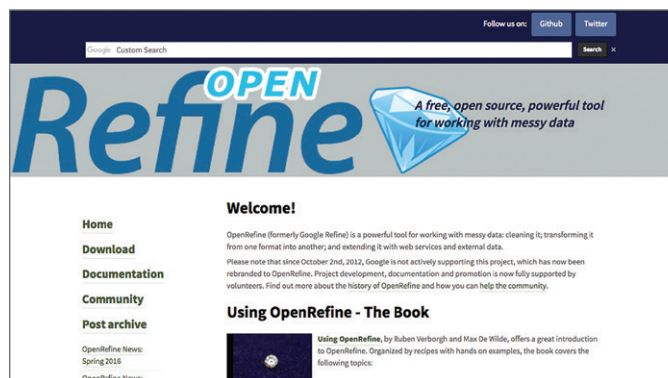 Follow us on: Github Twitter
Google Custom Search Search ×
OPEN
Refine
A free, open source, powerful tool
for working with messy data
Home
Download
Documentation
Community
Post archive
OpenRefine News:
Spring 2016
OpenRefine News:
Welcome!
OpenRefine (formerly Google Refine) is a powerful tool for working with messy data: cleaning it; transforming it
from one format into another; and extending it with web services and external data.
Please note that since October 2nd, 2012, Google is not actively supporting this project, which has now been
rebranded to OpenRefine. Project development, documentation and promotion is now fully supported by
volunteers. Find out more about the history of OpenRefine and how you can help the community.
Using OpenRefine - The Book
Using OpenRefine, by Ruben Verborgh and Max De Wilde, offers a great introduction
to OpenRefine. Organized by recipes with hands on examples, the book covers the
following topics: